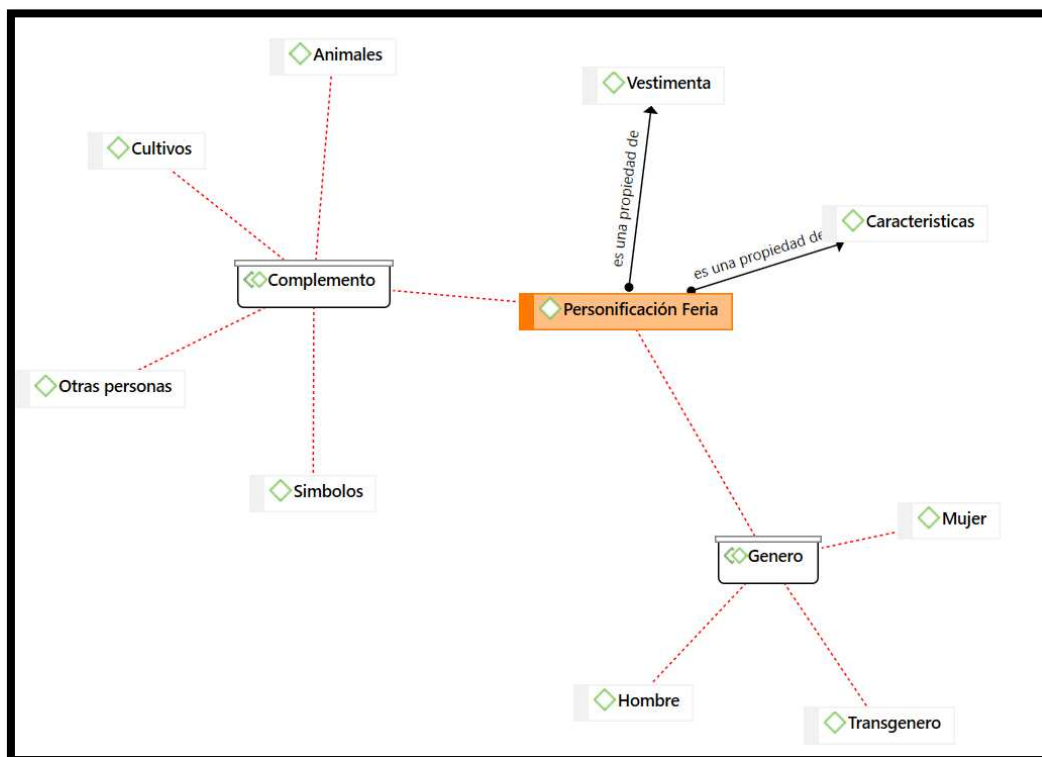 Animales
Vestimenta
Cultivos
es una propiedad de
Caracteristicas
es una propiedad de
Complemento
Personificación Feria
Otras personas
Simbolos
Mujer
Genero
Hombre
Transgenero